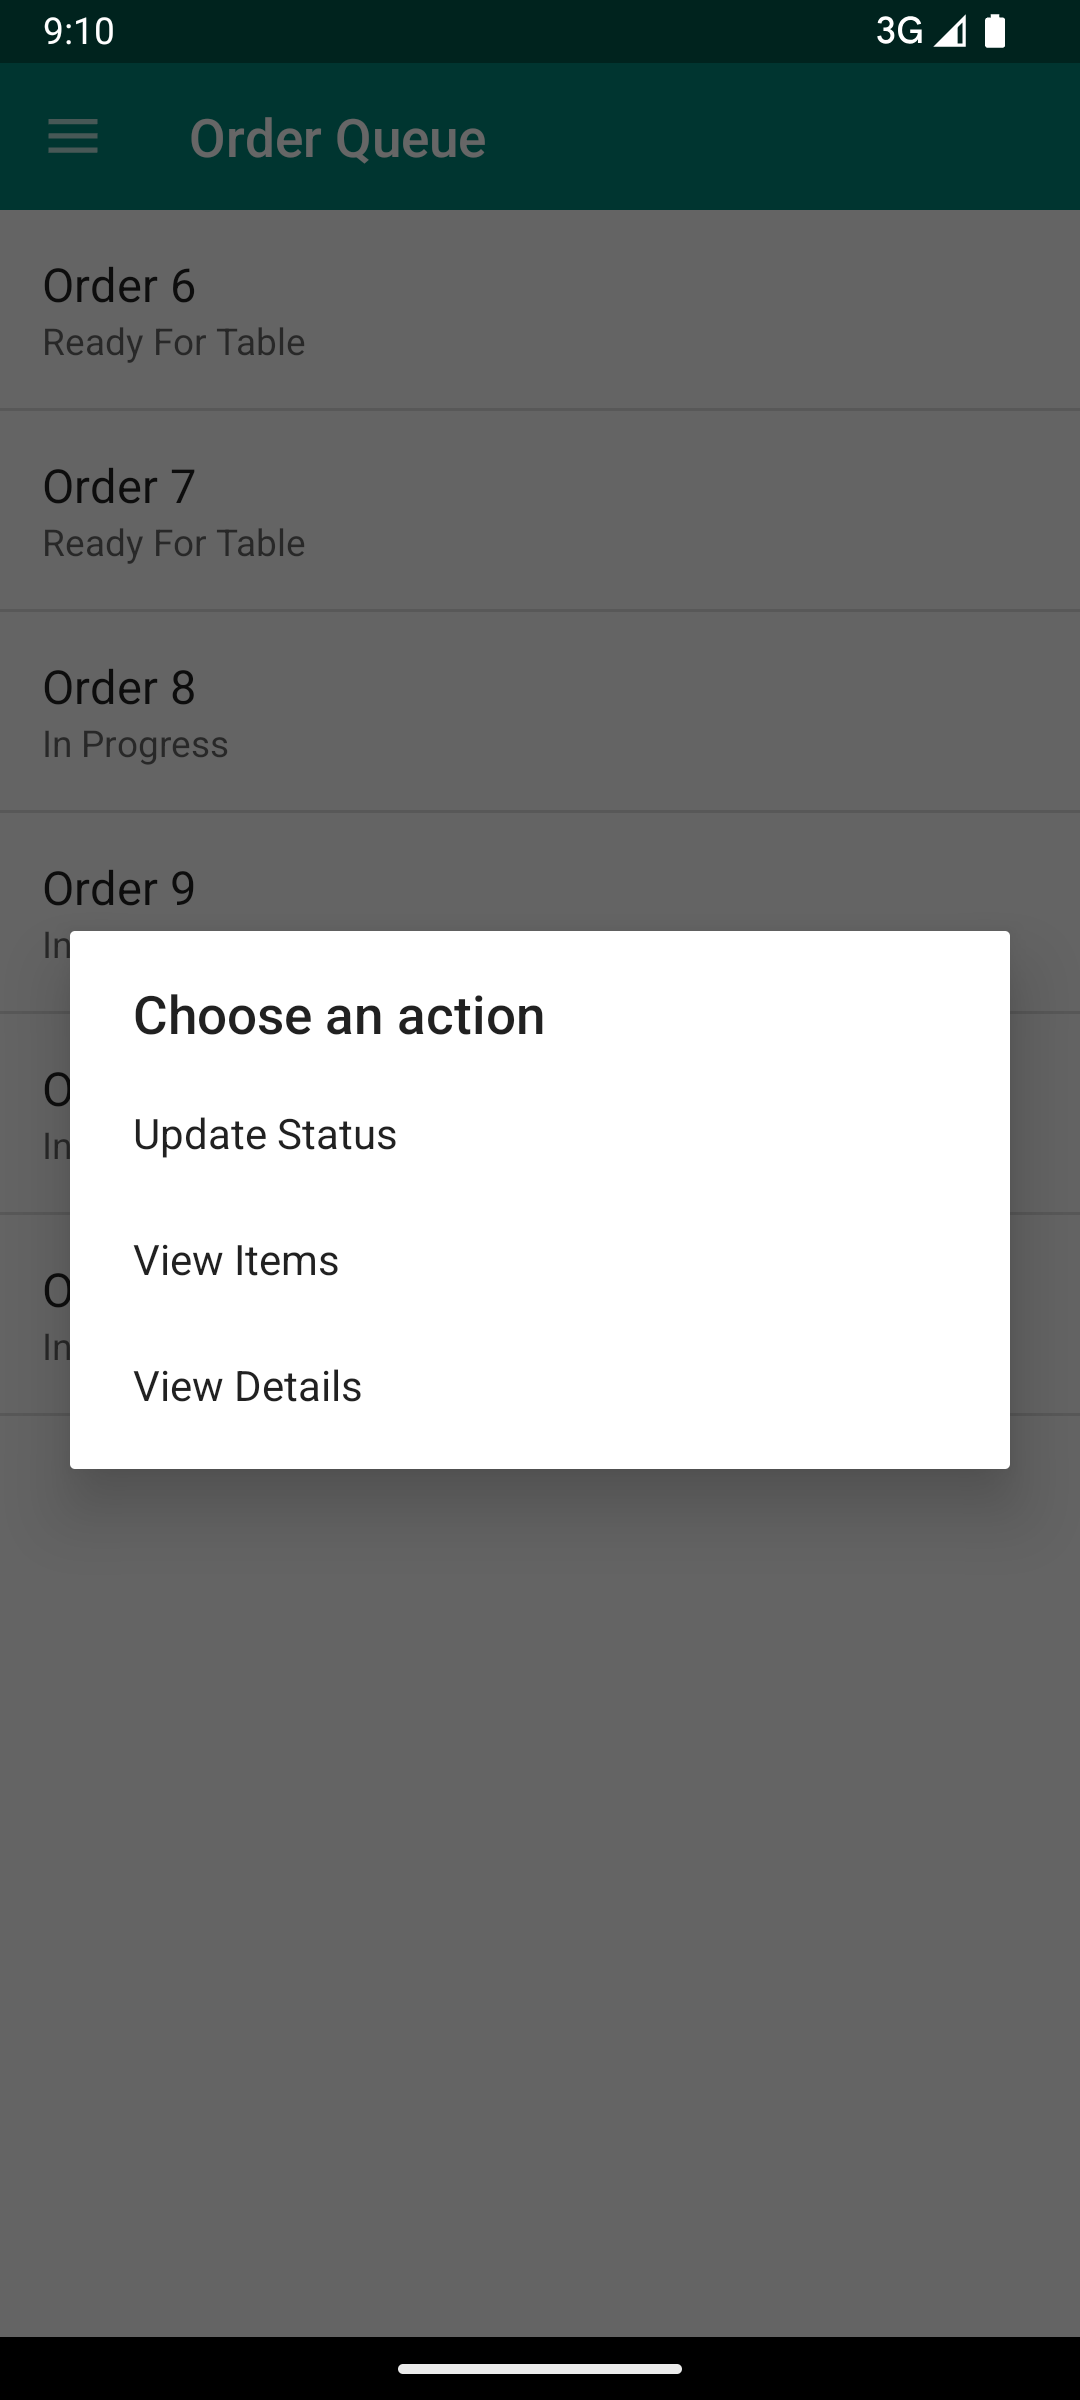 9:10 3G
Order Queue
Order 6
Ready For Table
Order 7
Ready For Table
Order 8
In Progress
Order 9
In
Choose an action
O
Update Status
In
View Items
O
In
View Details